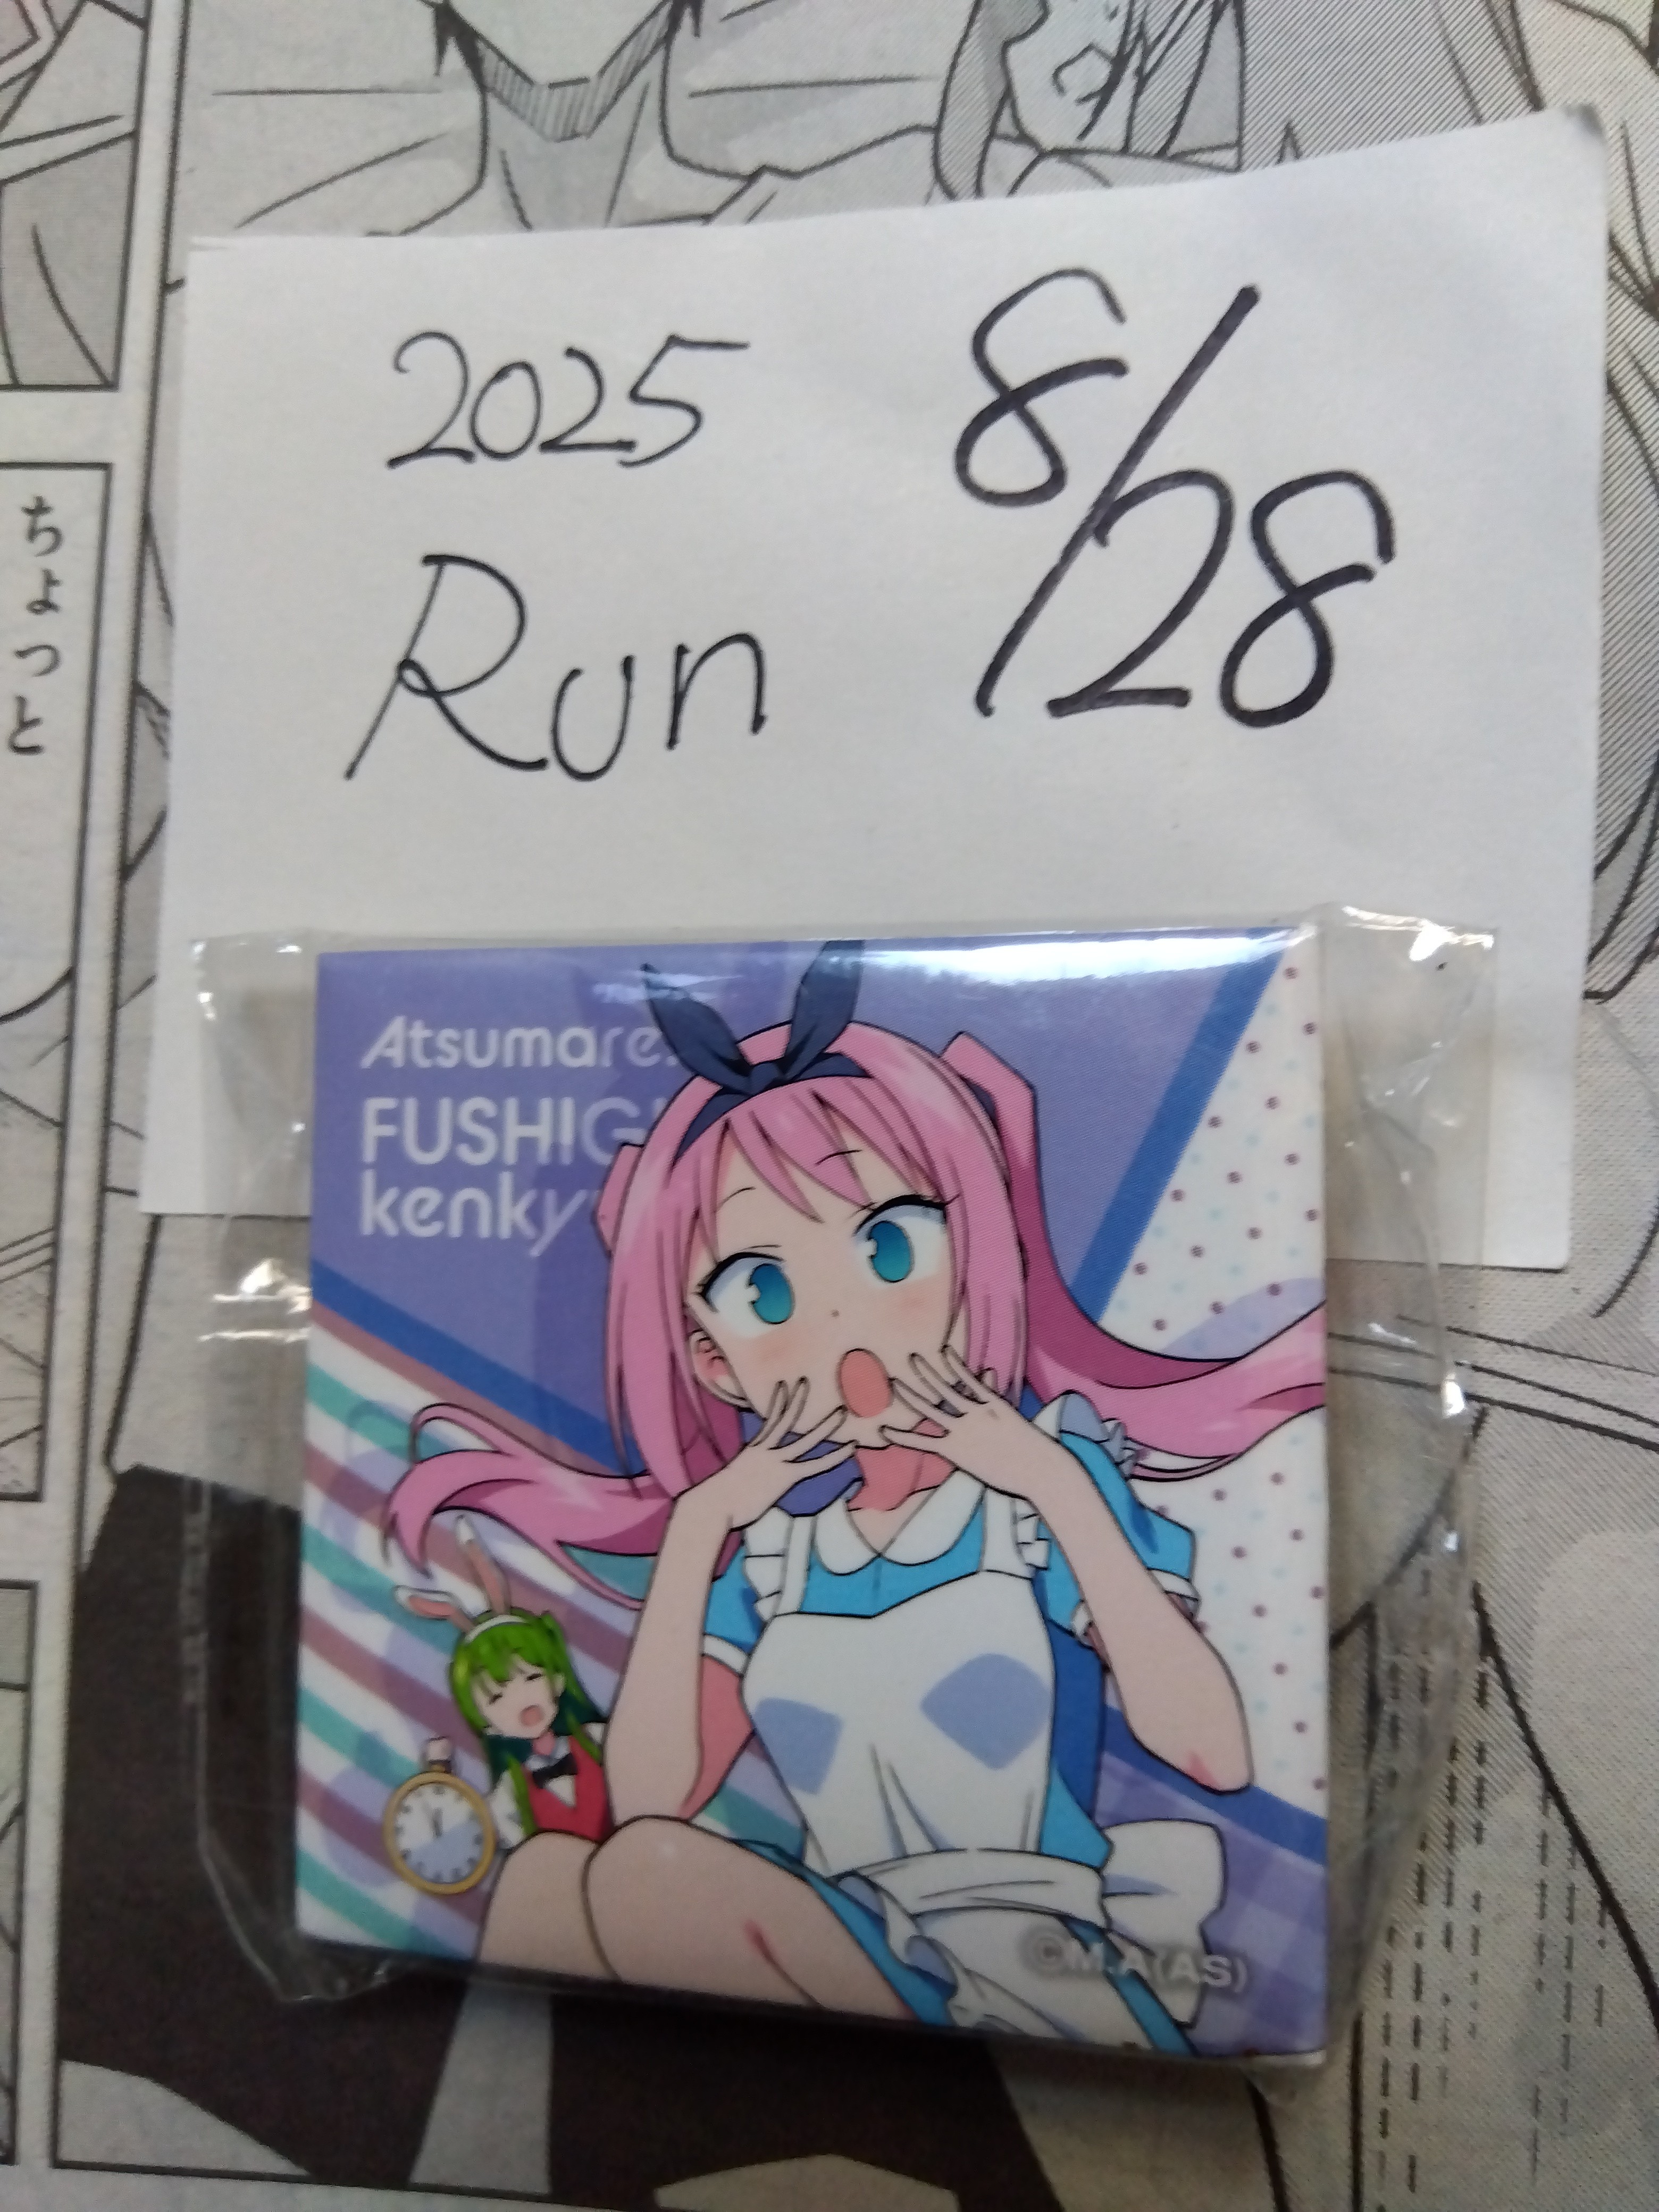 2025
8/28
Run
ちょっと
Atsumare!
FUSHIG
kenky
©M.A(AS)